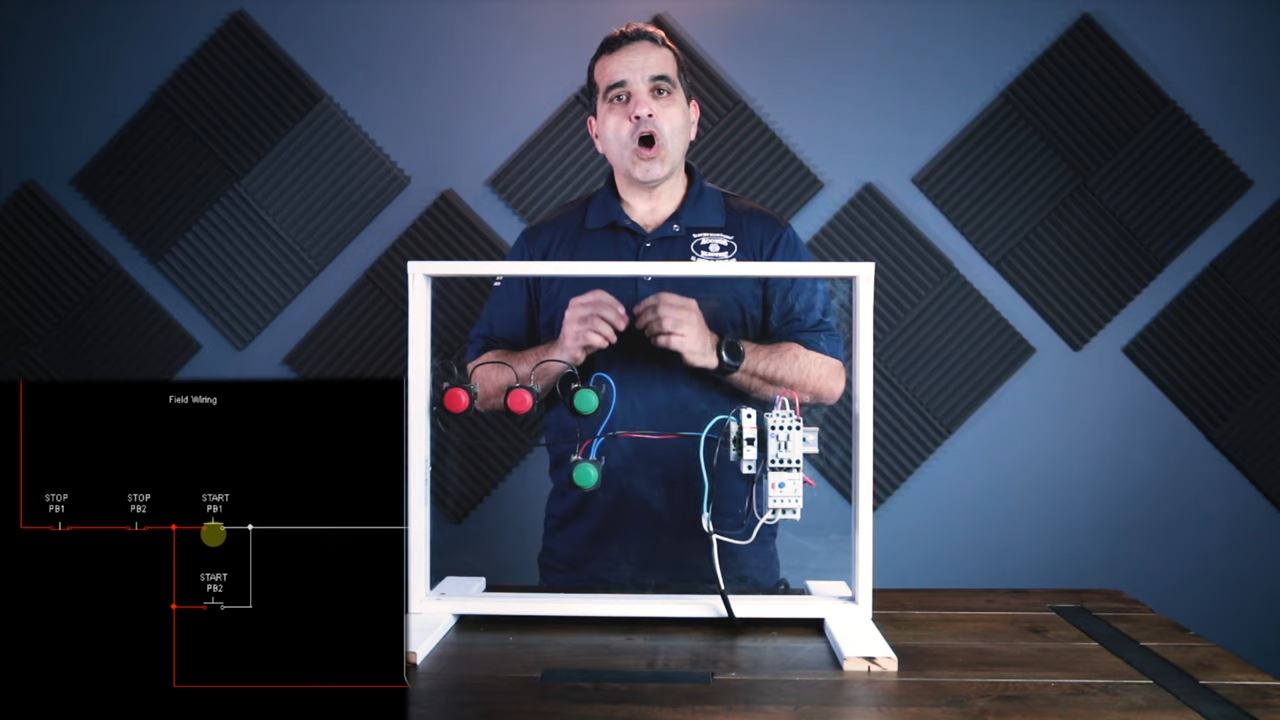 Field Wiring
STOP
PB1
STOP
PB2
START
PB1
START
PB2